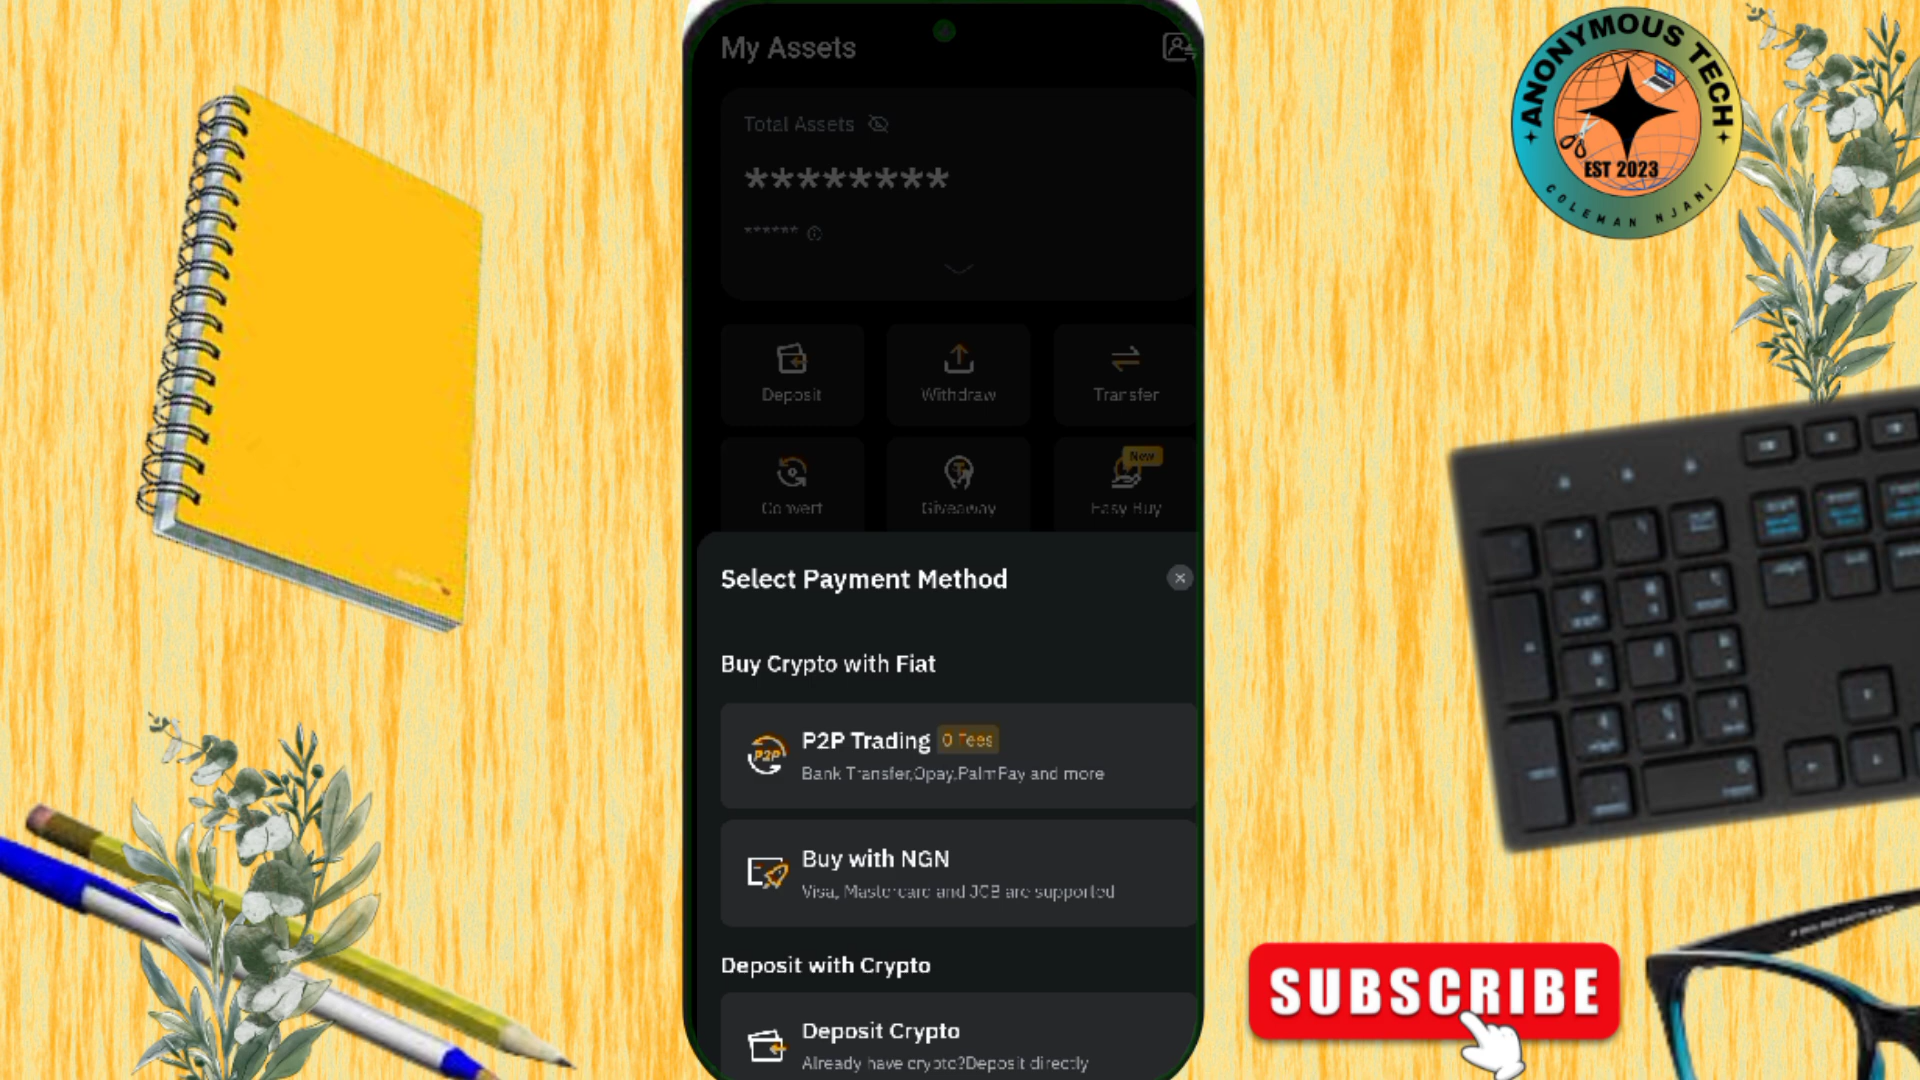 My Assets
Total Assets
********
******
Deposit
Withdraw
Transfer
New
Convert
Giveaway
Easy Buy
Select Payment Method
Buy Crypto with Fiat
P2P
P2P Trading 0 Fees
Bank Transfer,Opay,PalmPay and more
Buy with NGN
Visa, Mastercard and JCB are supported
Deposit with Crypto
Deposit Crypto
Already have crypto?Deposit directly
ANONYMOUS TECH
EST 2023
COLEMAN NJANI
SUBSCRIBE